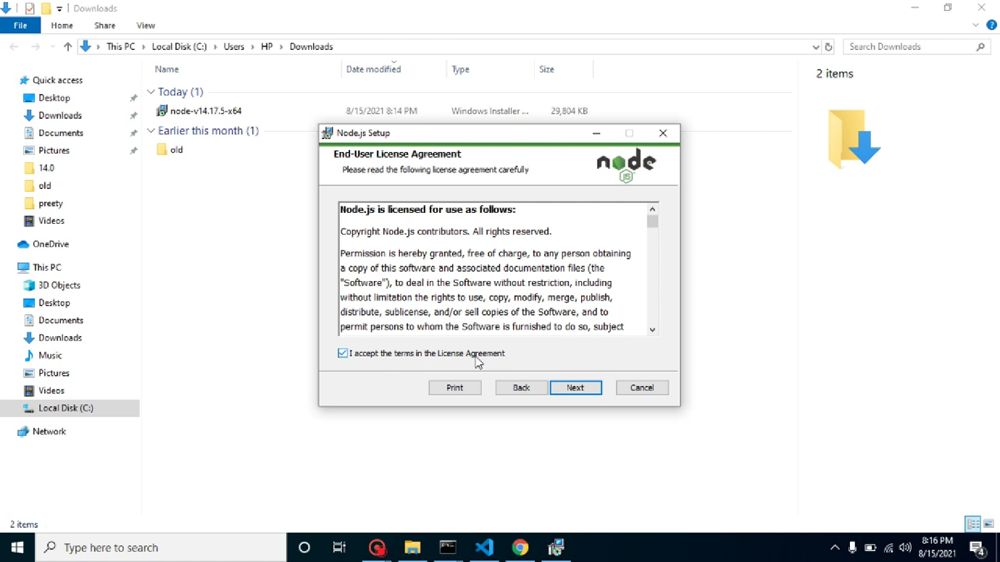 Downloads
File Home Share View
This PC Local Disk (C:) Users HP Downloads
Search Downloads
Name Date modified Type Size
Today (1)
node-v14.17.5-x64 8/15/2021 8:14 PM Windows Installer ... 29,804 KB
Earlier this month (1)
old
2 items
Quick access
Desktop
Downloads
Documents
Pictures
14.0
old
preety
Videos
OneDrive
This PC
3D Objects
Desktop
Documents
Downloads
Music
Pictures
Videos
Local Disk (C:)
Network
Node.js Setup
End-User License Agreement
Please read the following license agreement carefully
node
JS
Node.js is licensed for use as follows:
Copyright Node.js contributors. All rights reserved.
Permission is hereby granted, free of charge, to any person obtaining
a copy of this software and associated documentation files (the
"Software"), to deal in the Software without restriction, including
without limitation the rights to use, copy, modify, merge, publish,
distribute, sublicense, and/or sell copies of the Software, and to
permit persons to whom the Software is furnished to do so, subject
I accept the terms in the License Agreement
Print Back Next Cancel
2 items
Type here to search
8:16 PM
8/15/2021
4